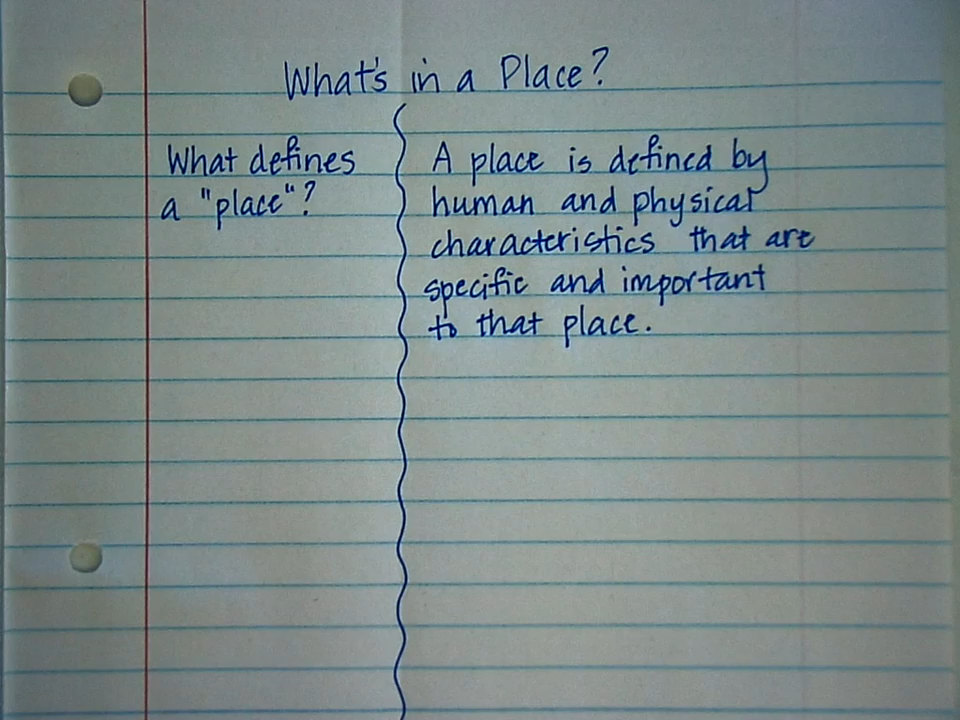 What's in a Place?
What defines
a "place"?
A place is defined by
human and physical
characteristics that are
specific and important
to that place.